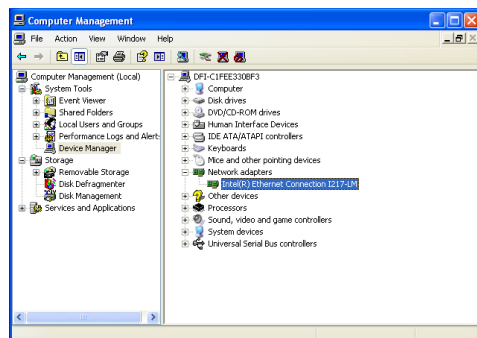 Computer Management
File Action View Window Help
Computer Management (Local)
System Tools
Event Viewer
Shared Folders
Local Users and Groups
Performance Logs and Alert:
Device Manager
Storage
Removable Storage
Disk Defragmenter
Disk Management
Services and Applications
DFI-C1FEE330BF3
Computer
Disk drives
DVD/CD-ROM drives
Human Interface Devices
IDE ATA/ATAPI controllers
Keyboards
Mice and other pointing devices
Network adapters
Intel(R) Ethernet Connection I217-LM
Other devices
Processors
Sound, video and game controllers
System devices
Universal Serial Bus controllers